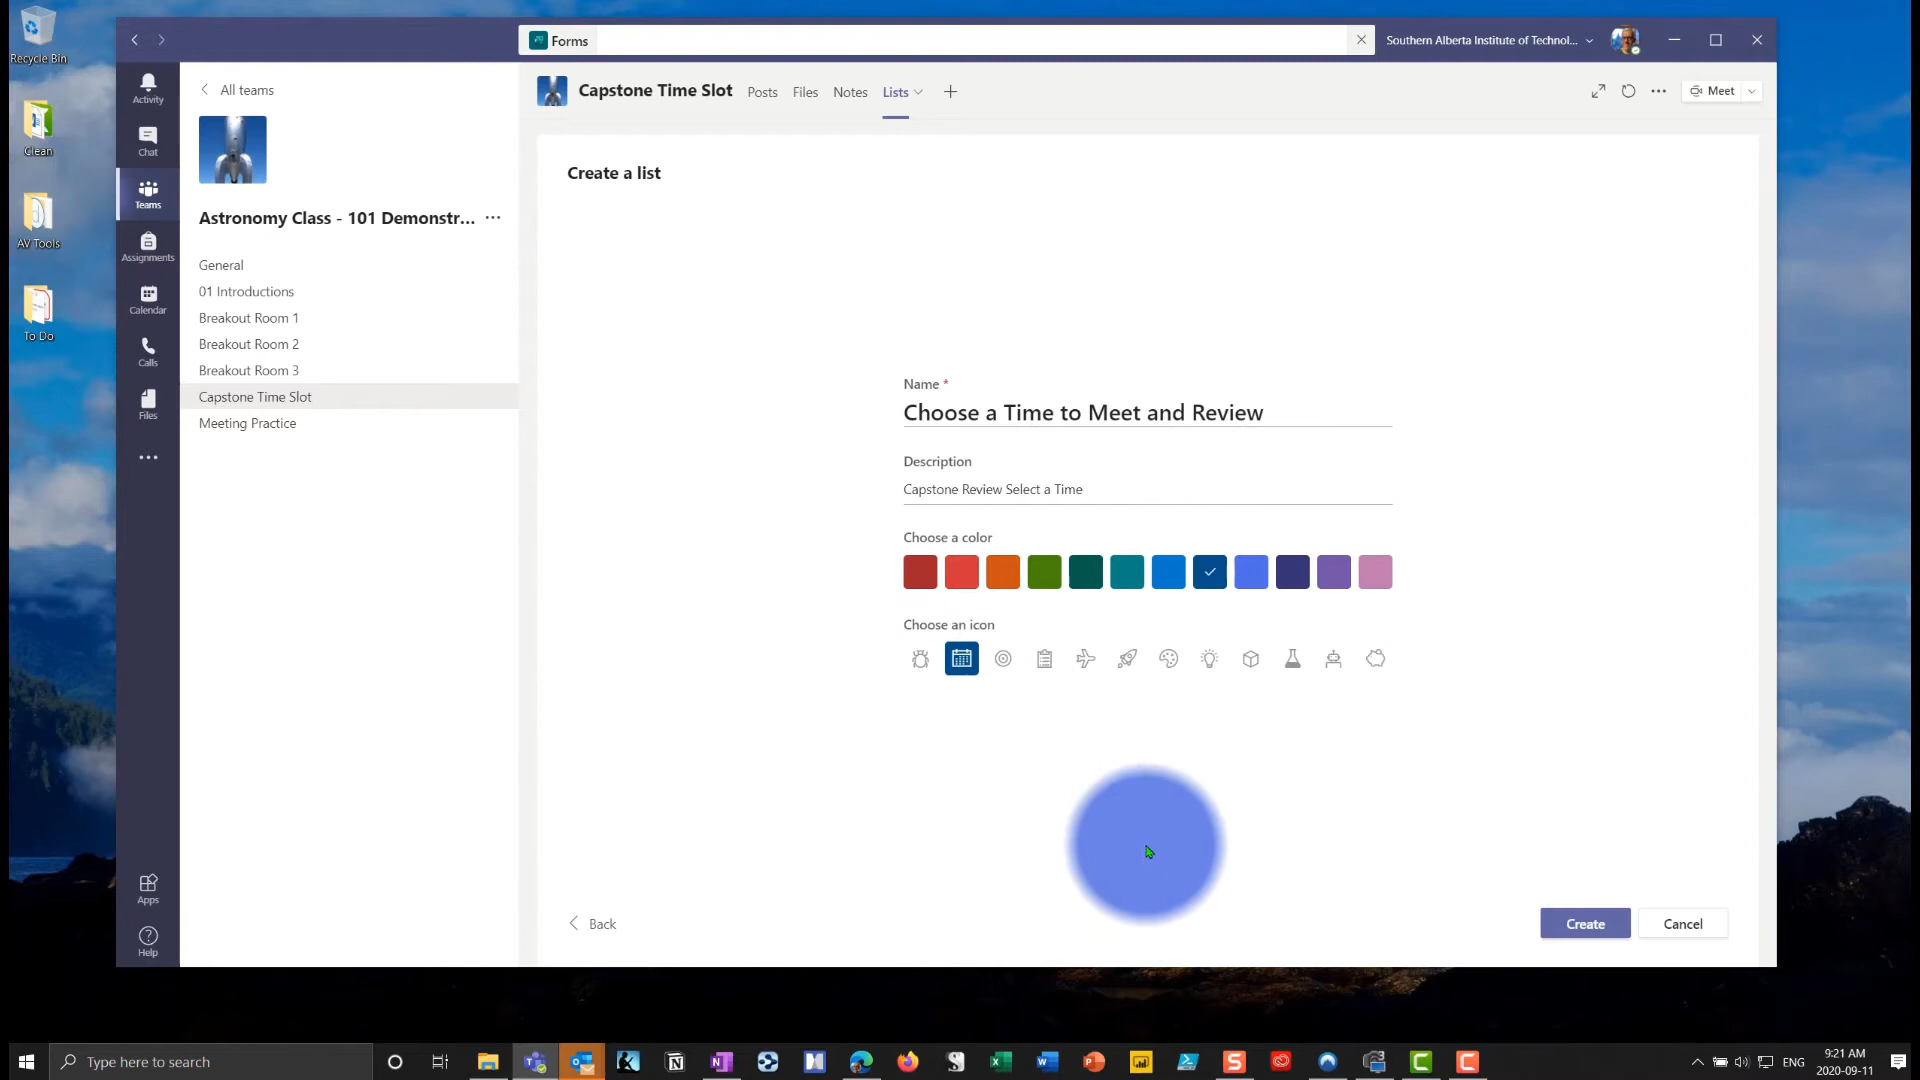 Recycle Bin
Clean
AV Tools
To Do
Forms
Southern Alberta Institute of Technol...
Activity
Chat
Teams
Assignments
Calendar
Calls
Files
Apps
Help
All teams
Astronomy Class - 101 Demonstr...
General
01 Introductions
Breakout Room 1
Breakout Room 2
Breakout Room 3
Capstone Time Slot
Meeting Practice
Capstone Time Slot Posts Files Notes Lists
Meet
Create a list
Name *
Choose a Time to Meet and Review
Description
Capstone Review Select a Time
Choose a color
Choose an icon
Back
Create
Cancel
Type here to search
ENG
9:21 AM
2020-09-11